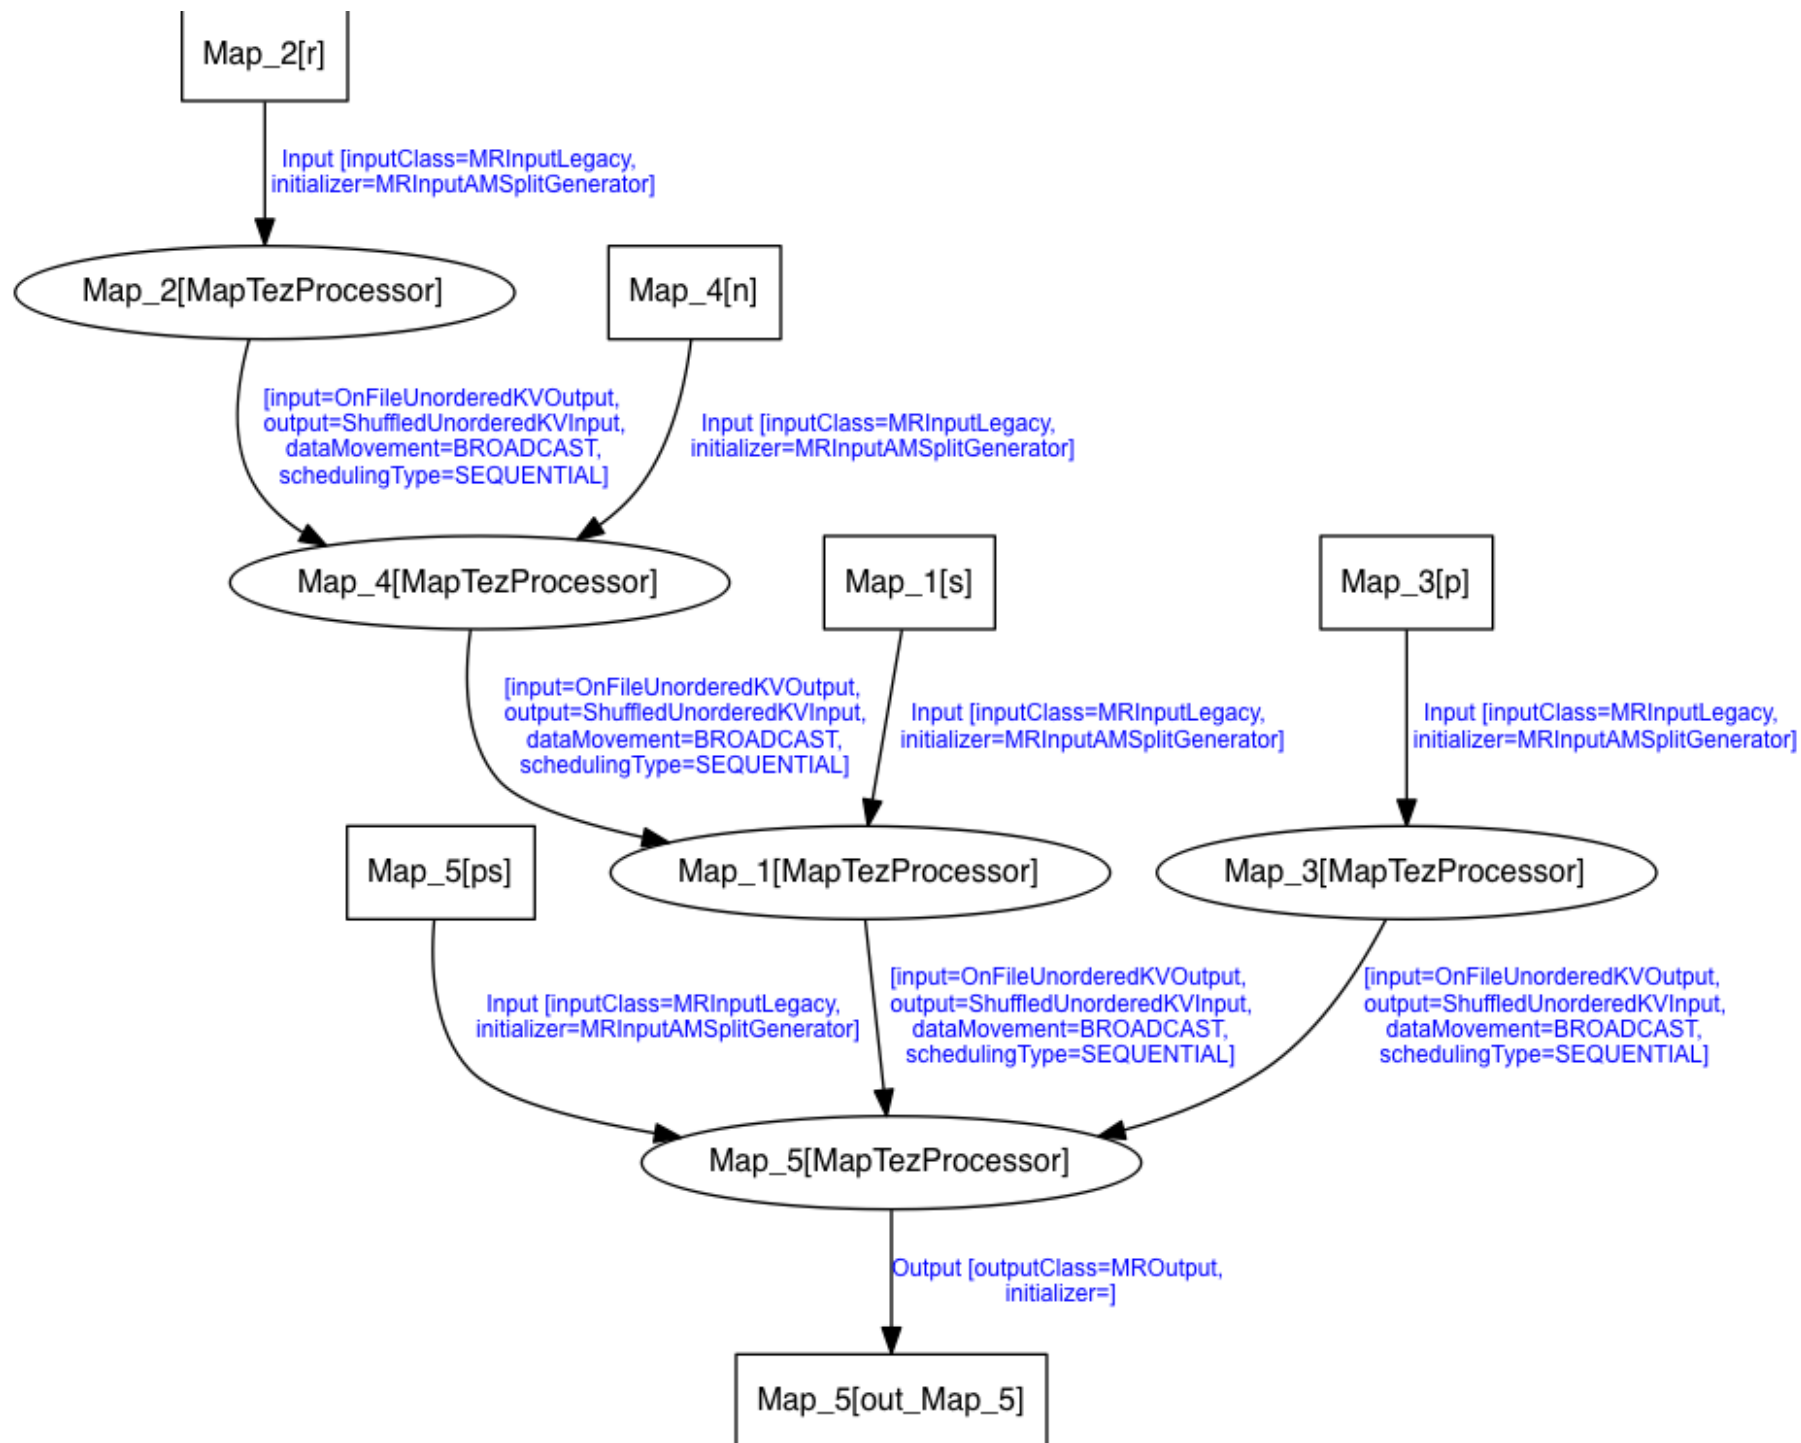 Map_2[r]
Input [inputClass=MRInputLegacy,
initializer=MRInputAMSplitGenerator]
Map_2[MapTezProcessor]
Map_4[n]
[input=OnFileUnorderedKVOutput,
output=ShuffledUnorderedKVInput,
dataMovement=BROADCAST,
schedulingType=SEQUENTIAL]
Input [inputClass=MRInputLegacy,
initializer=MRInputAMSplitGenerator]
Map_4[MapTezProcessor]
Map_1[s]
Map_3[p]
[input=OnFileUnorderedKVOutput,
output=ShuffledUnorderedKVInput,
dataMovement=BROADCAST,
schedulingType=SEQUENTIAL]
Input [inputClass=MRInputLegacy,
initializer=MRInputAMSplitGenerator]
Input [inputClass=MRInputLegacy,
initializer=MRInputAMSplitGenerator]
Map_5[ps]
Map_1[MapTezProcessor]
Map_3[MapTezProcessor]
Input [inputClass=MRInputLegacy,
initializer=MRInputAMSplitGenerator]
[input=OnFileUnorderedKVOutput,
output=ShuffledUnorderedKVInput,
dataMovement=BROADCAST,
schedulingType=SEQUENTIAL]
[input=OnFileUnorderedKVOutput,
output=ShuffledUnorderedKVInput,
dataMovement=BROADCAST,
schedulingType=SEQUENTIAL]
Map_5[MapTezProcessor]
Output [outputClass=MROutput,
initializer=]
Map_5[out_Map_5]